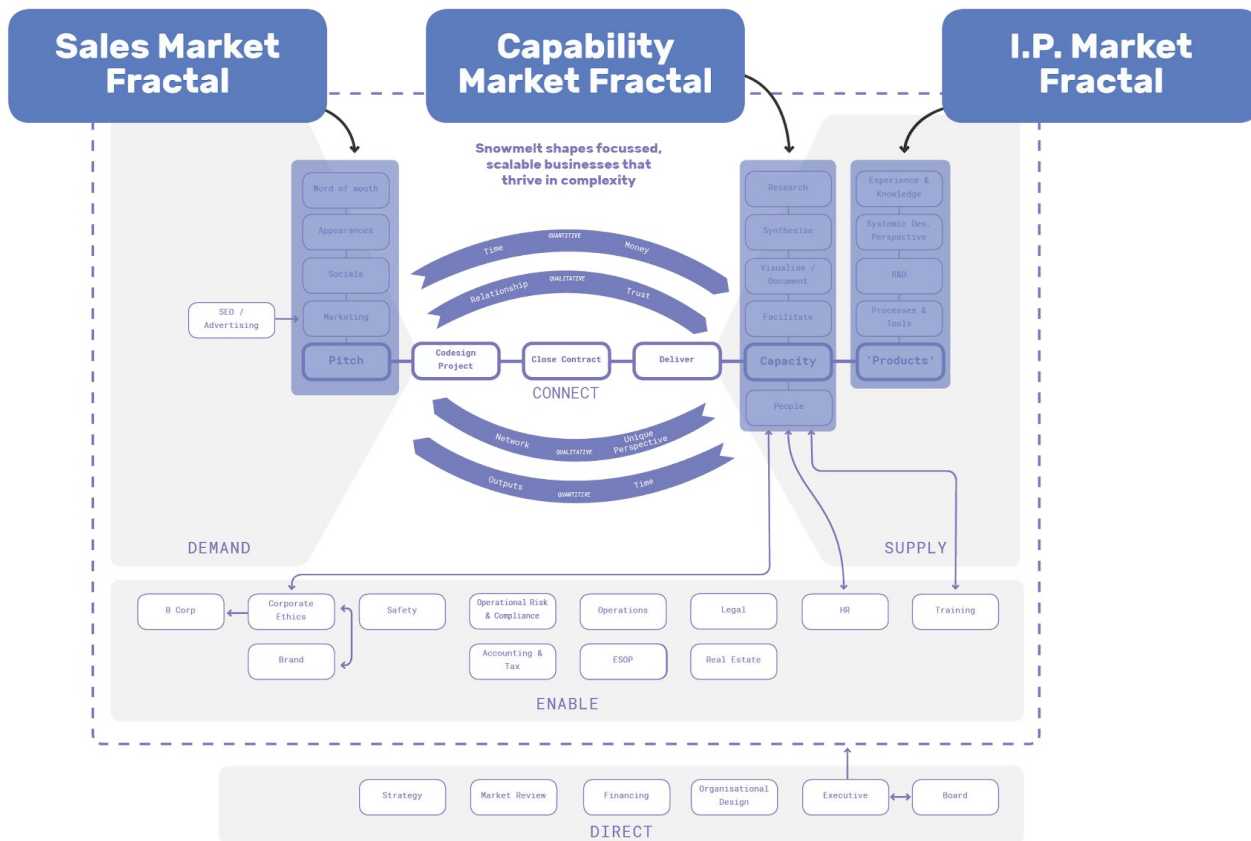 Sales Market
Fractal
Capability
Market Fractal
I.P. Market
Fractal
Snowmelt shapes focussed,
scalable businesses that
thrive in complexity
Word of mouth
Appearances
Socials
Marketing
Pitch
SEO /
Advertising
Time
QUANTITIVE
Money
Relationship
QUALITATIVE
Trust
Codesign
Project
Close Contract
Deliver
CONNECT
Network
QUALITATIVE
Unique
Perspective
Outputs
QUANTITIVE
Time
Research
Synthesise
Visualise /
Document
Facilitate
Capacity
People
Experience &
Knowledge
Systemic Des.
Perspective
R&D
Processes &
Tools
'Products'
DEMAND
SUPPLY
B Corp
Corporate
Ethics
Safety
Operational Risk
& Compliance
Operations
Legal
HR
Training
Brand
Accounting &
Tax
ESOP
Real Estate
ENABLE
Strategy
Market Review
Financing
Organisational
Design
Executive
Board
DIRECT